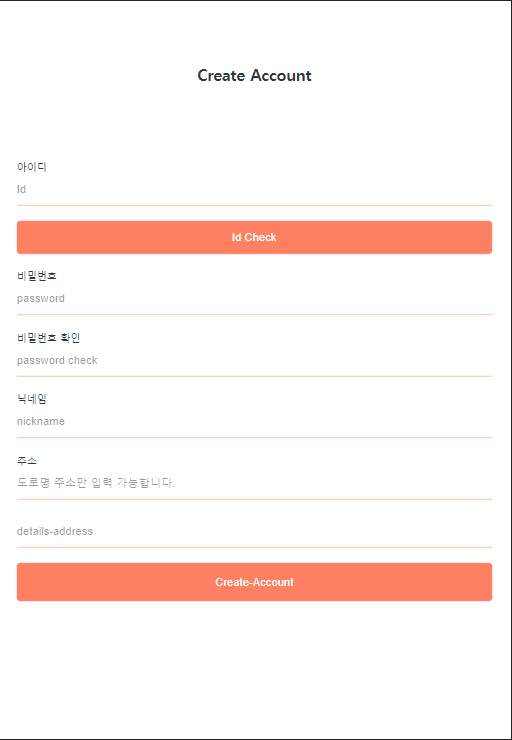 Create Account
아이디
Id
Id Check
비밀번호
password
비밀번호 확인
password check
닉네임
nickname
주소
도로명 주소만 입력 가능합니다.
details-address
Create-Account